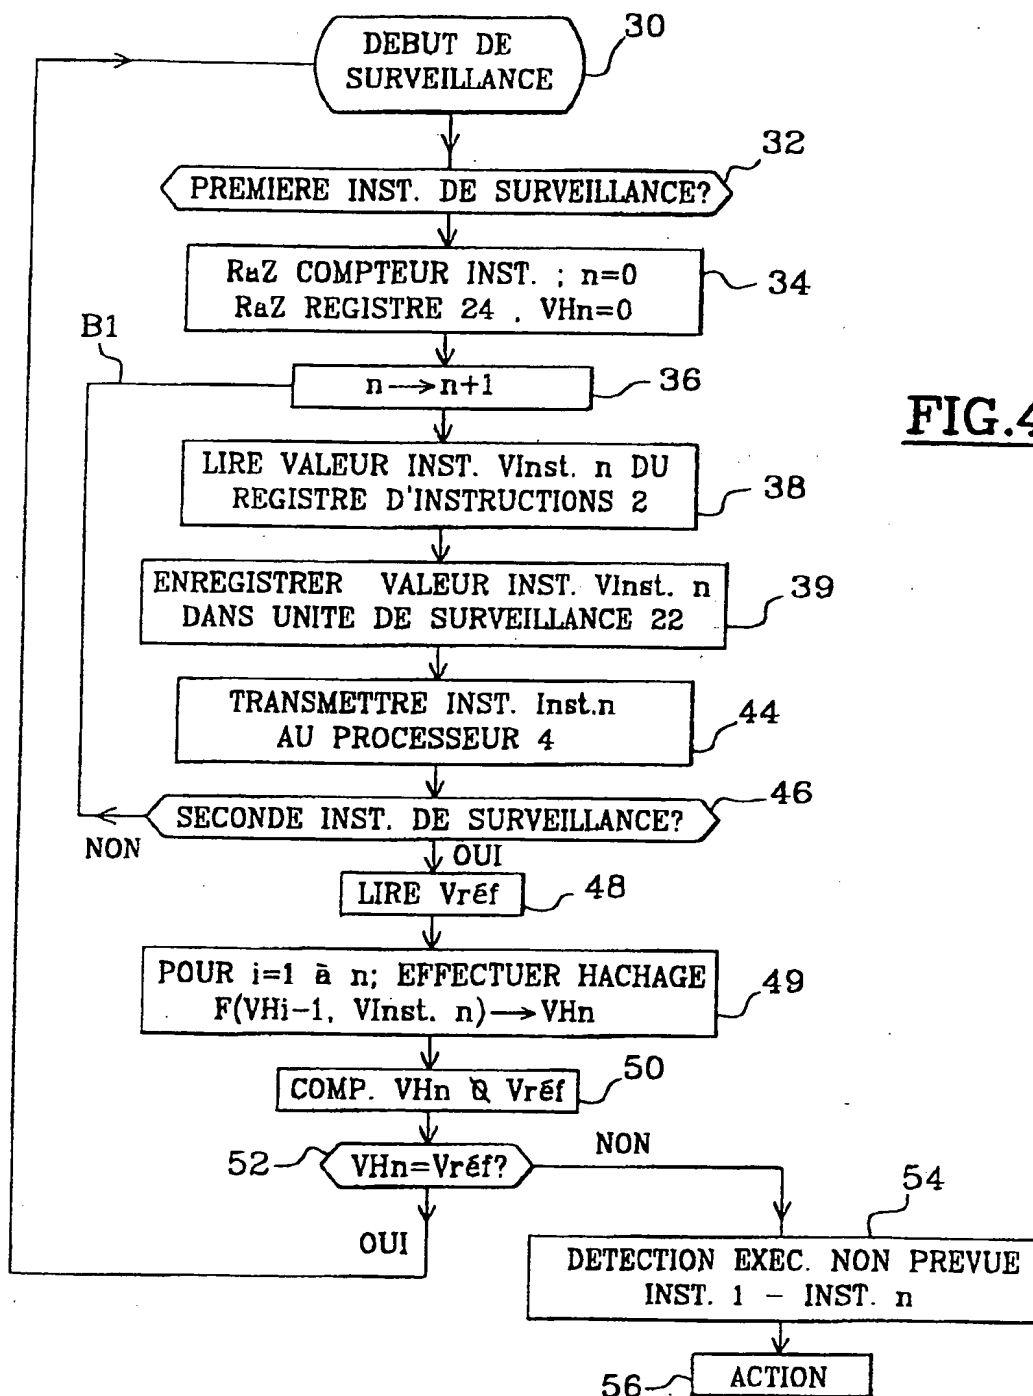 DEBUT DE
SURVEILLANCE
30
32
PREMIERE INST. DE SURVEILLANCE?
RaZ COMPTEUR INST. ; n=0
RaZ REGISTRE 24 , VHn=0
34
B1
n→n+1
36
FIG.4
LIRE VALEUR INST. VInst. n DU
REGISTRE D'INSTRUCTIONS 2
38
ENREGISTRER VALEUR INST. VInst. n
DANS UNITE DE SURVEILLANCE 22
39
TRANSMETTRE INST. Inst.n
AU PROCESSEUR 4
44
SECONDE INST. DE SURVEILLANCE?
46
NON
OUI
LIRE Vréf
48
POUR i=1 à n; EFFECTUER HACHAGE
F(VHi-1, VInst. n)→VHn
49
COMP. VHn Vréf
50
52
VHn=Vréf?
NON
OUI
54
DETECTION EXEC. NON PREVUE
INST. 1 - INST. n
56
ACTION